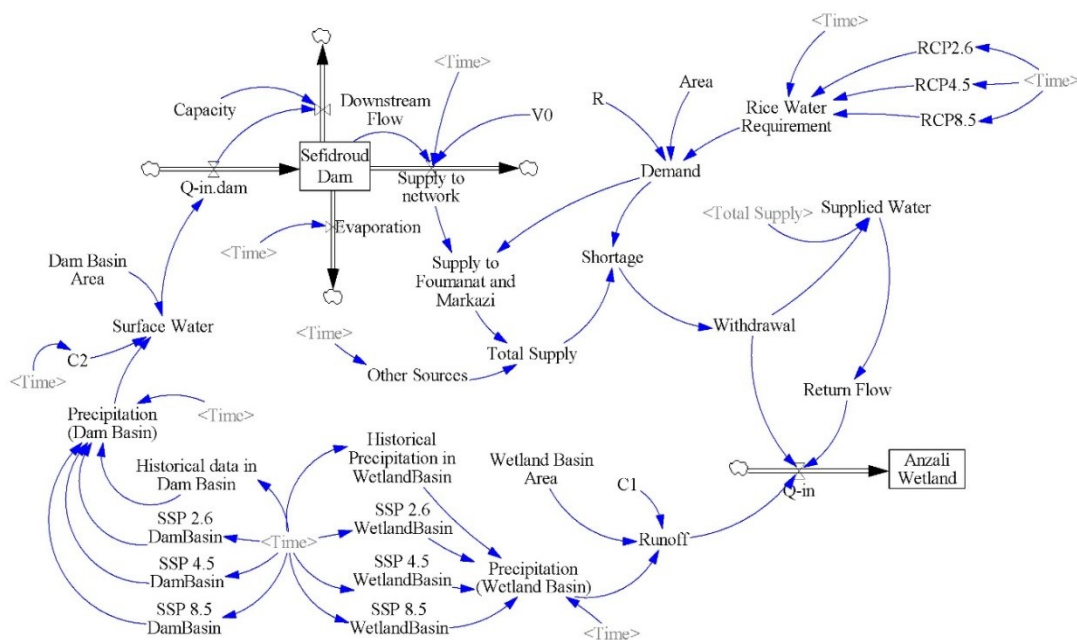 <Time>
RCP2.6
RCP4.5
<Time>
RCP8.5
Rice Water
Requirement
Area
R
<Time>
Capacity
Downstream
Flow
V0
Sefidroud
Dam
Q-in.dam
Supply to
network
Demand
<Total Supply>
Supplied Water
<Time>
Evaporation
Dam Basin
Area
Supply to
Foumanat and
Markazi
Shortage
Surface Water
<Time>
Withdrawal
C2
<Time>
Other Sources
Total Supply
Return Flow
Precipitation
(Dam Basin)
<Time>
Historical
Precipitation in
WetlandBasin
Historical data in
Dam Basin
Wetland Basin
Area
C1
Q-in
Anzali
Wetland
SSP 2.6
DamBasin
<Time>
SSP 2.6
WetlandBasin
Runoff
SSP 4.5
DamBasin
SSP 4.5
WetlandBasin
Precipitation
(Wetland Basin)
SSP 8.5
DamBasin
SSP 8.5
WetlandBasin
<Time>